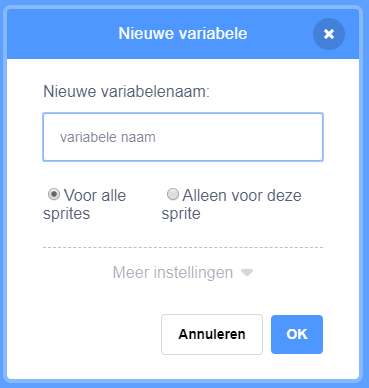 Nieuwe variabele
Nieuwe variabelenaam:
variabele naam
Voor alle sprites
Alleen voor deze sprite
Meer instellingen
Annuleren
OK